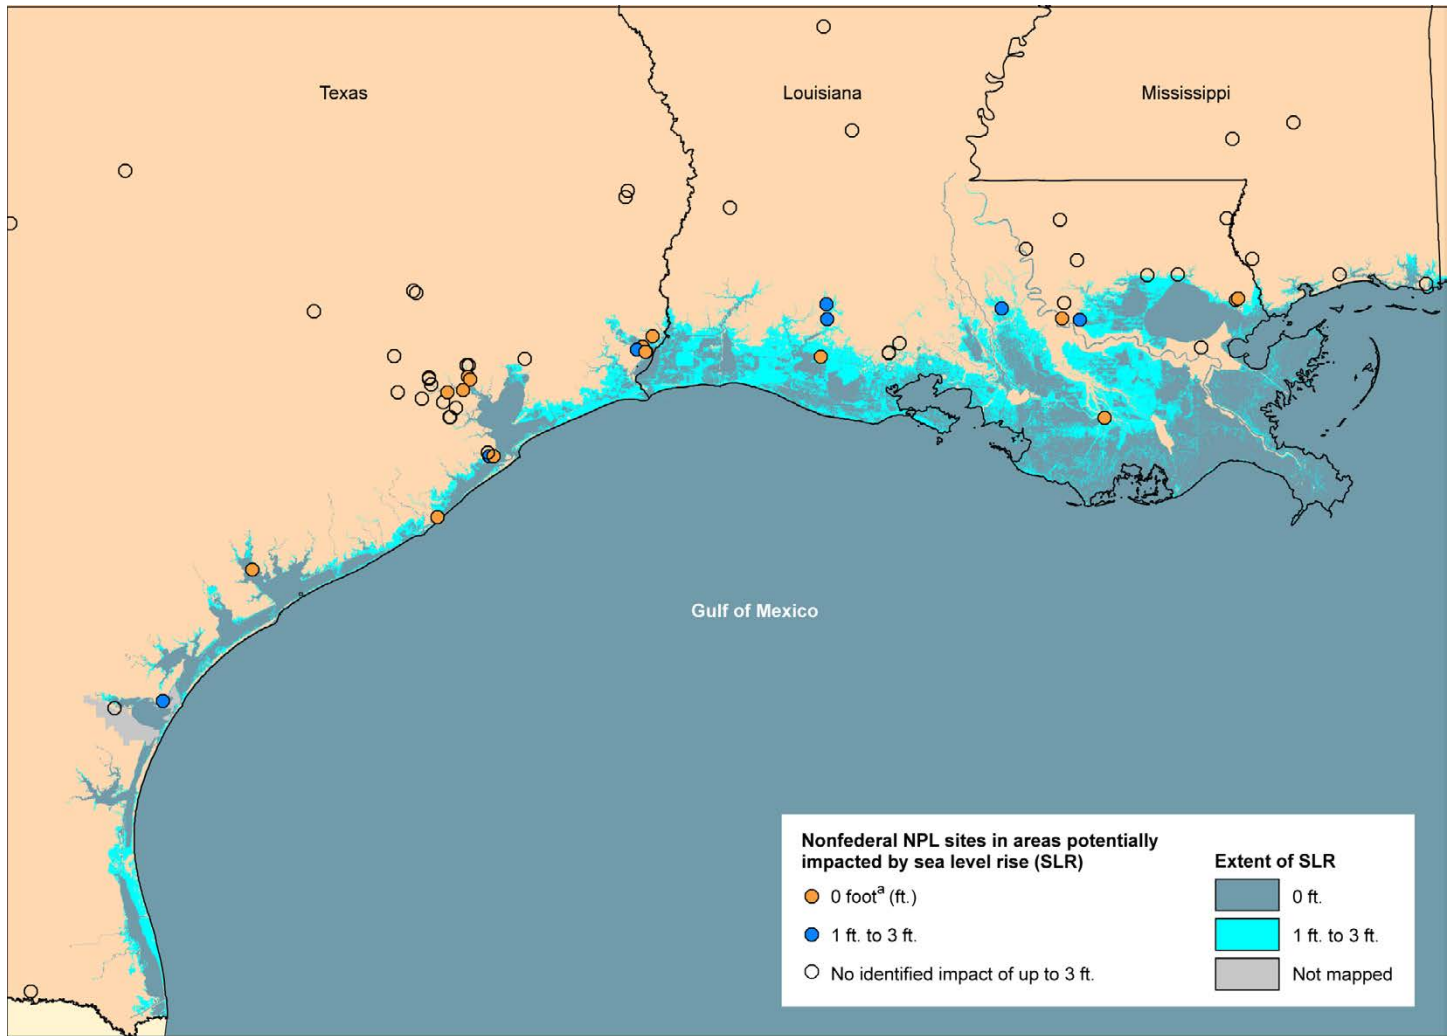 Texas
Louisiana
Mississippi
Gulf of Mexico
Nonfederal NPL sites in areas potentially
impacted by sea level rise (SLR)
0 footᵃ (ft.)
1 ft. to 3 ft.
No identified impact of up to 3 ft.
Extent of SLR
0 ft.
1 ft. to 3 ft.
Not mapped